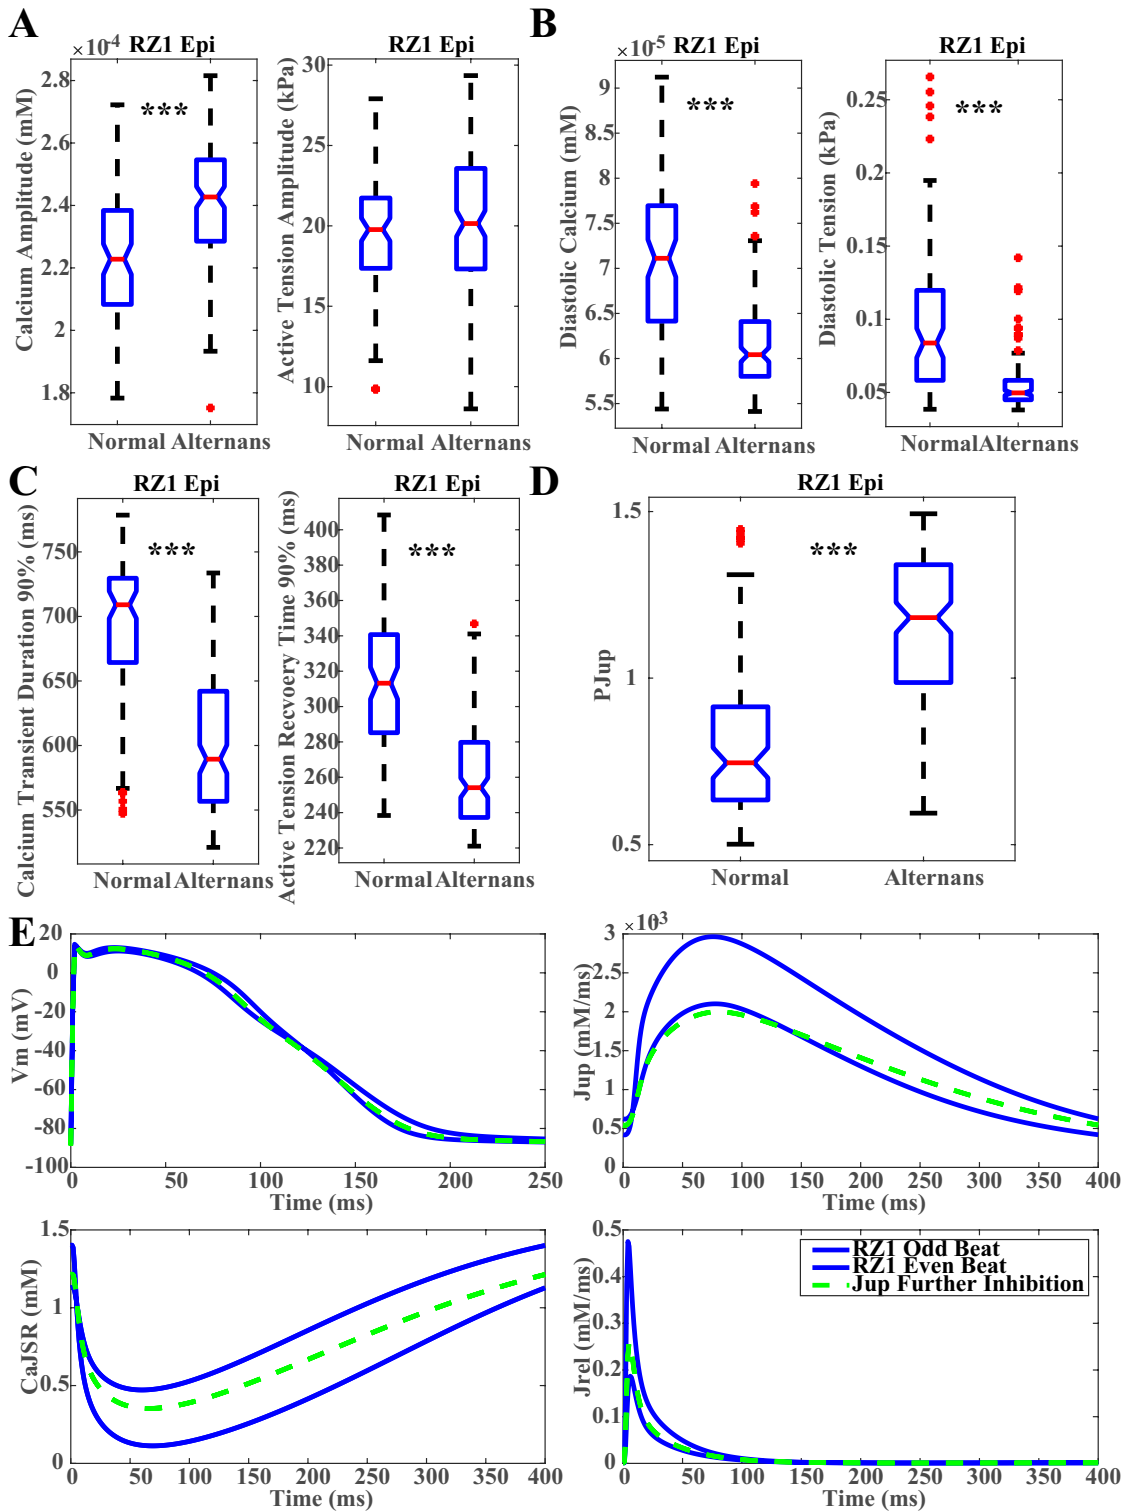 A
×10-4
RZ1 Epi
Calcium Amplitude (mM)
2.8
2.6
2.4
2.2
2
1.8
***
Normal Alternans
RZ1 Epi
Active Tension Amplitude (kPa)
30
20
10
Normal Alternans
B
×10-5
RZ1 Epi
Diastolic Calcium (mM)
9
8.5
8
7.5
7
6.5
6
5.5
***
Normal Alternans
RZ1 Epi
Diastolic Tension (kPa)
0.25
0.2
0.15
0.1
0.05
***
Normal Alternans
C
RZ1 Epi
Calcium Transient Duration 90% (ms)
750
700
650
600
550
***
Normal Alternans
RZ1 Epi
Active Tension Recvoery Time 90% (ms)
400
380
360
340
320
300
280
260
240
220
***
Normal Alternans
D
RZ1 Epi
PJup
1.5
1
0.5
***
Normal Alternans
E
Vm (mV)
20
0
-20
-40
-60
-80
-100
0 50 100 150 200 250
Time (ms)
×10-3
Jup (mM/ms)
3
2.5
2
1.5
1
0.5
0
0 50 100 150 200 250 300 350 400
Time (ms)
CaJSR (mM)
1.5
1
0.5
0
0 50 100 150 200 250 300 350 400
Time (ms)
Jrel (mM/ms)
0.5
0.4
0.3
0.2
0.1
0
RZ1 Odd Beat
RZ1 Even Beat
Jup Further Inhibition
0 50 100 150 200 250 300 350 400
Time (ms)